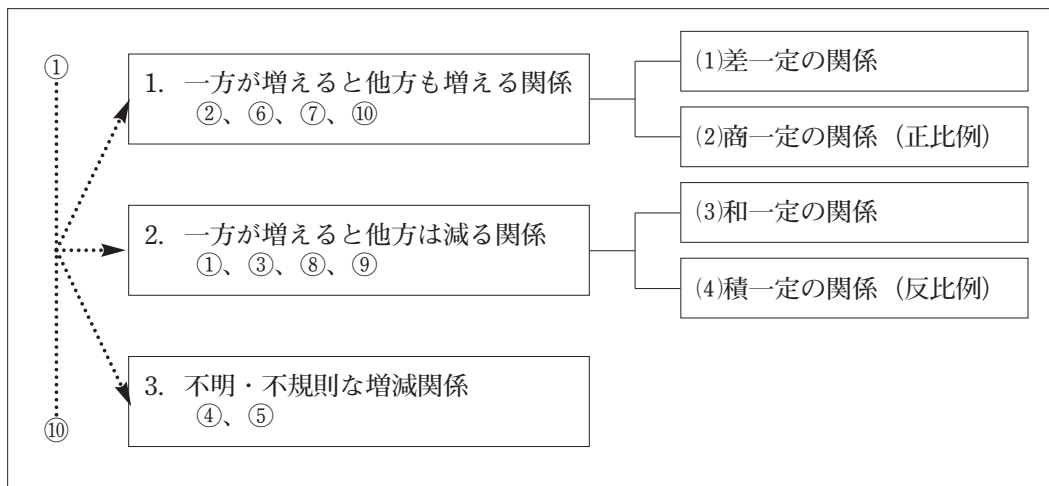 ①
⑩
1. 一方が増えると他方も増える関係
②、⑥、⑦、⑩
(1)差一定の関係
(2)商一定の関係（正比例）
2. 一方が増えると他方は減る関係
①、③、⑧、⑨
(3)和一定の関係
(4)積一定の関係（反比例）
3. 不明・不規則な増減関係
④、⑤